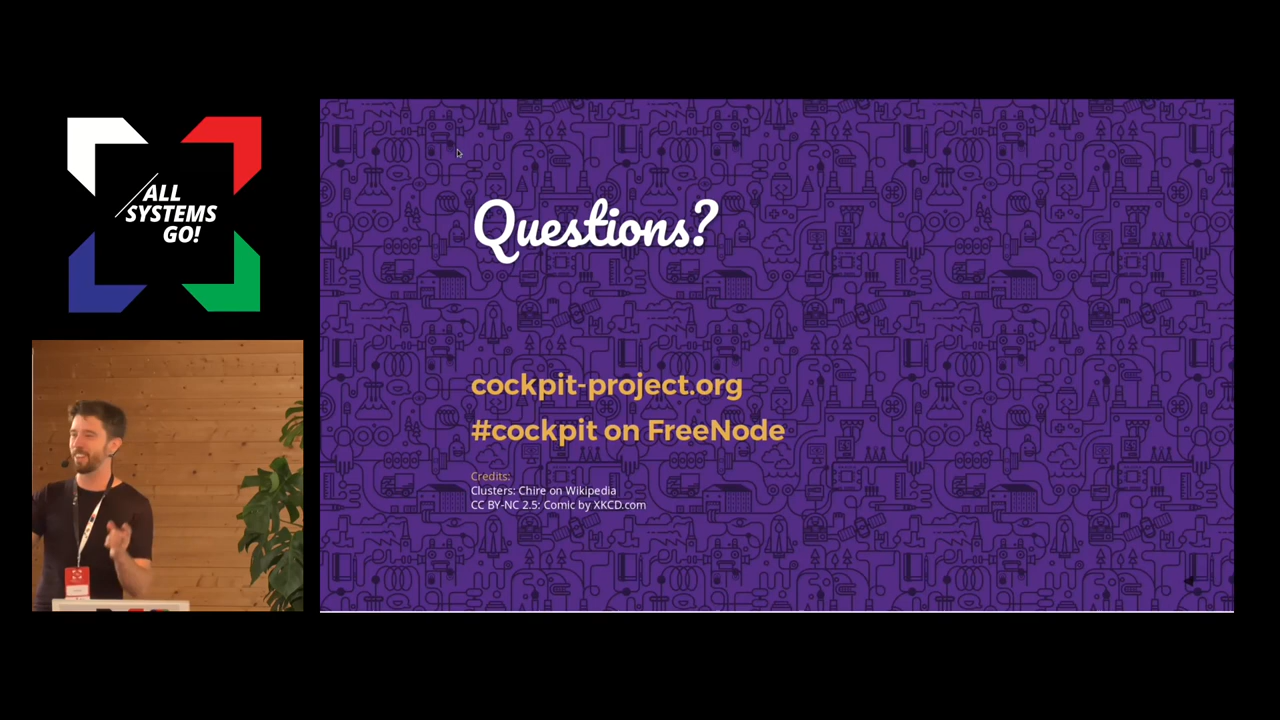 ALL
SYSTEMS
GO!
Questions?
cockpit-project.org
#cockpit on FreeNode
Credits:
Clusters: Chire on Wikipedia
CC BY-NC 2.5: Comic by XKCD.com